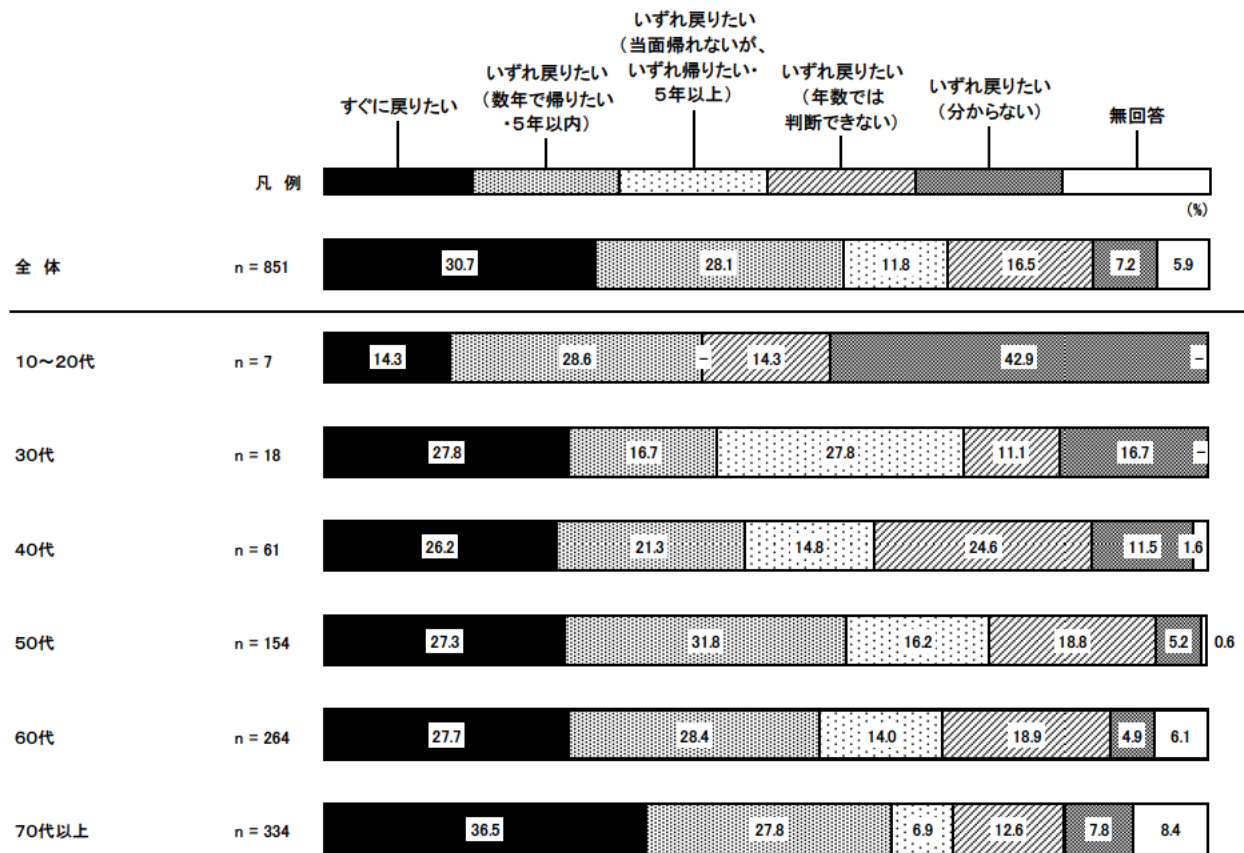 すぐに戻りたい
いずれ戻りたい
（数年で帰りたい
・５年以内）
いずれ戻りたい
（当面帰れないが、
いずれ帰りたい・
５年以上）
いずれ戻りたい
（年数では
判断できない）
いずれ戻りたい
（分からない）
無回答
凡 例
(%)
全 体 n = 851 30.7 28.1 11.8 16.5 7.2 5.9
10～20代 n = 7 14.3 28.6 － 14.3 42.9 －
30代 n = 18 27.8 16.7 27.8 11.1 16.7 －
40代 n = 61 26.2 21.3 14.8 24.6 11.5 1.6
50代 n = 154 27.3 31.8 16.2 18.8 5.2 0.6
60代 n = 264 27.7 28.4 14.0 18.9 4.9 6.1
70代以上 n = 334 36.5 27.8 6.9 12.6 7.8 8.4